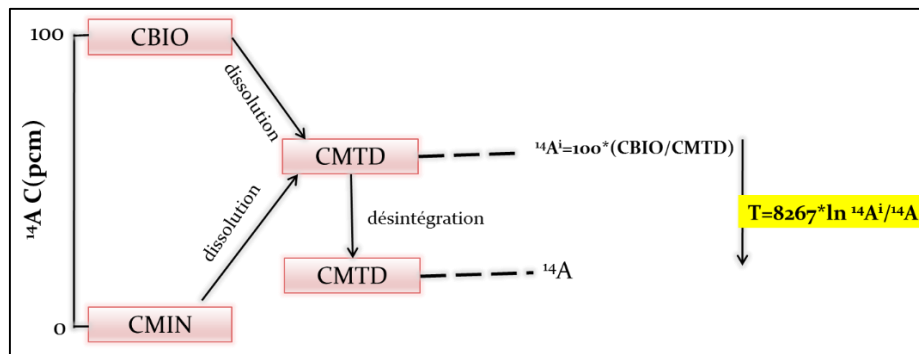 100
CBIO
dissolution
¹⁴A C(pcm)
CMTD
¹⁴Aⁱ=100*(CBIO/CMTD)
dissolution
désintégration
T=8267*ln ¹⁴Aⁱ/¹⁴A
CMTD
¹⁴A
0
CMIN